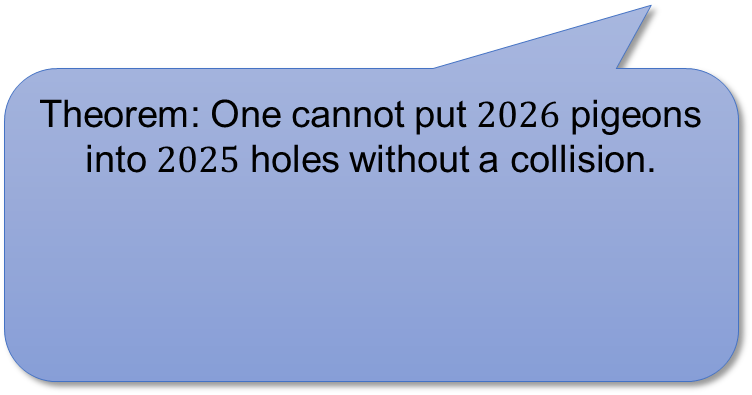 Theorem: One cannot put 2026 pigeons
into 2025 holes without a collision.